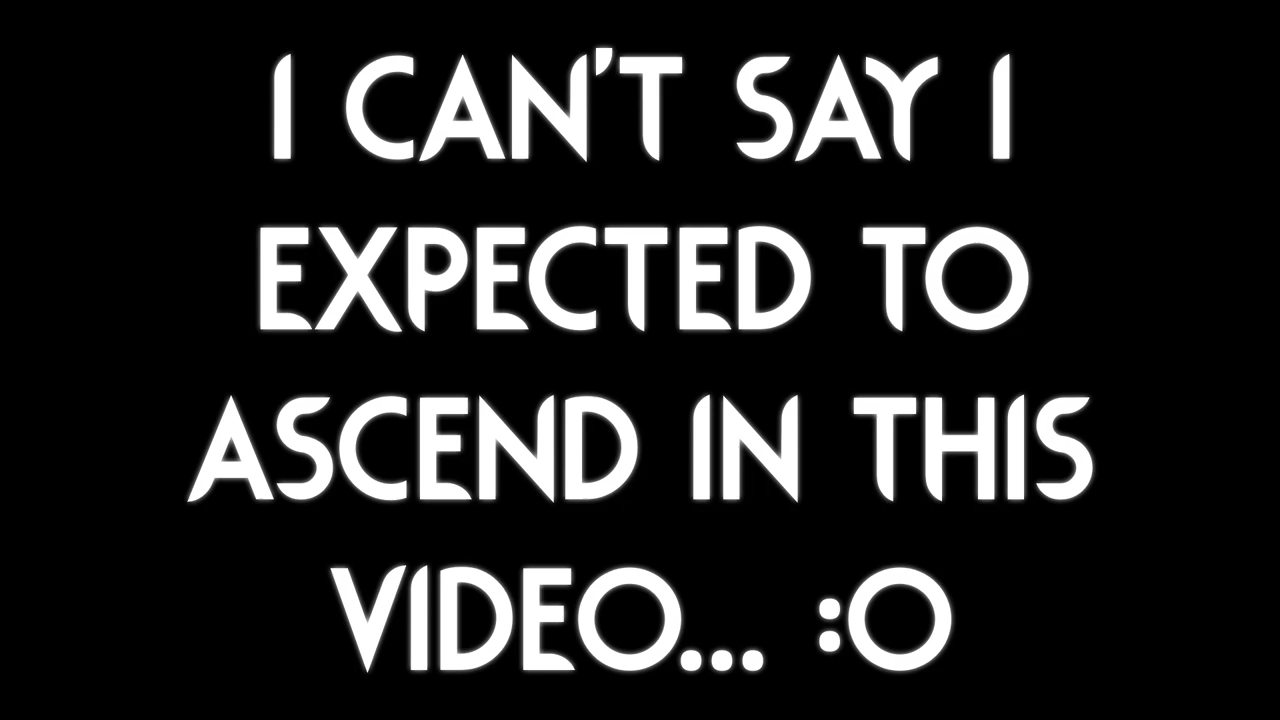 I CAN'T SAY I
EXPECTED TO
ASCEND IN THIS
VIDEO... :O